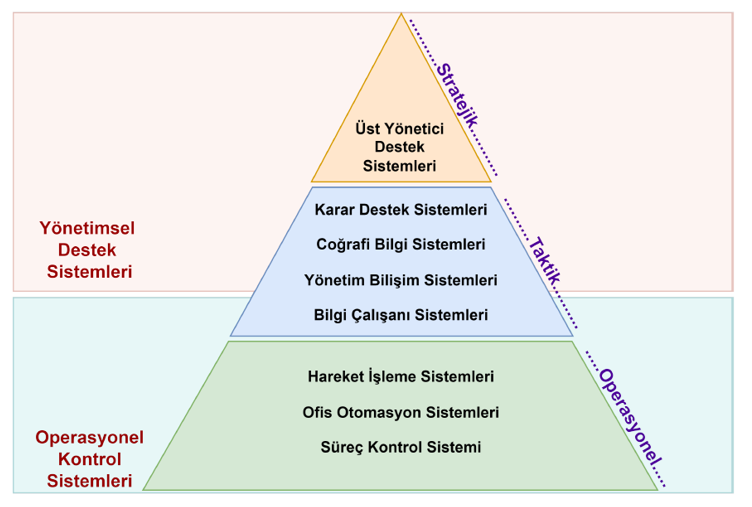 Stratejik
Üst Yönetici
Destek
Sistemleri
Yönetimsel
Destek
Sistemleri
Karar Destek Sistemleri
Coğrafi Bilgi Sistemleri
Yönetim Bilişim Sistemleri
Bilgi Çalışanı Sistemleri
Taktik
Operasyonel
Kontrol
Sistemleri
Hareket İşleme Sistemleri
Ofis Otomasyon Sistemleri
Süreç Kontrol Sistemi
Operasyonel